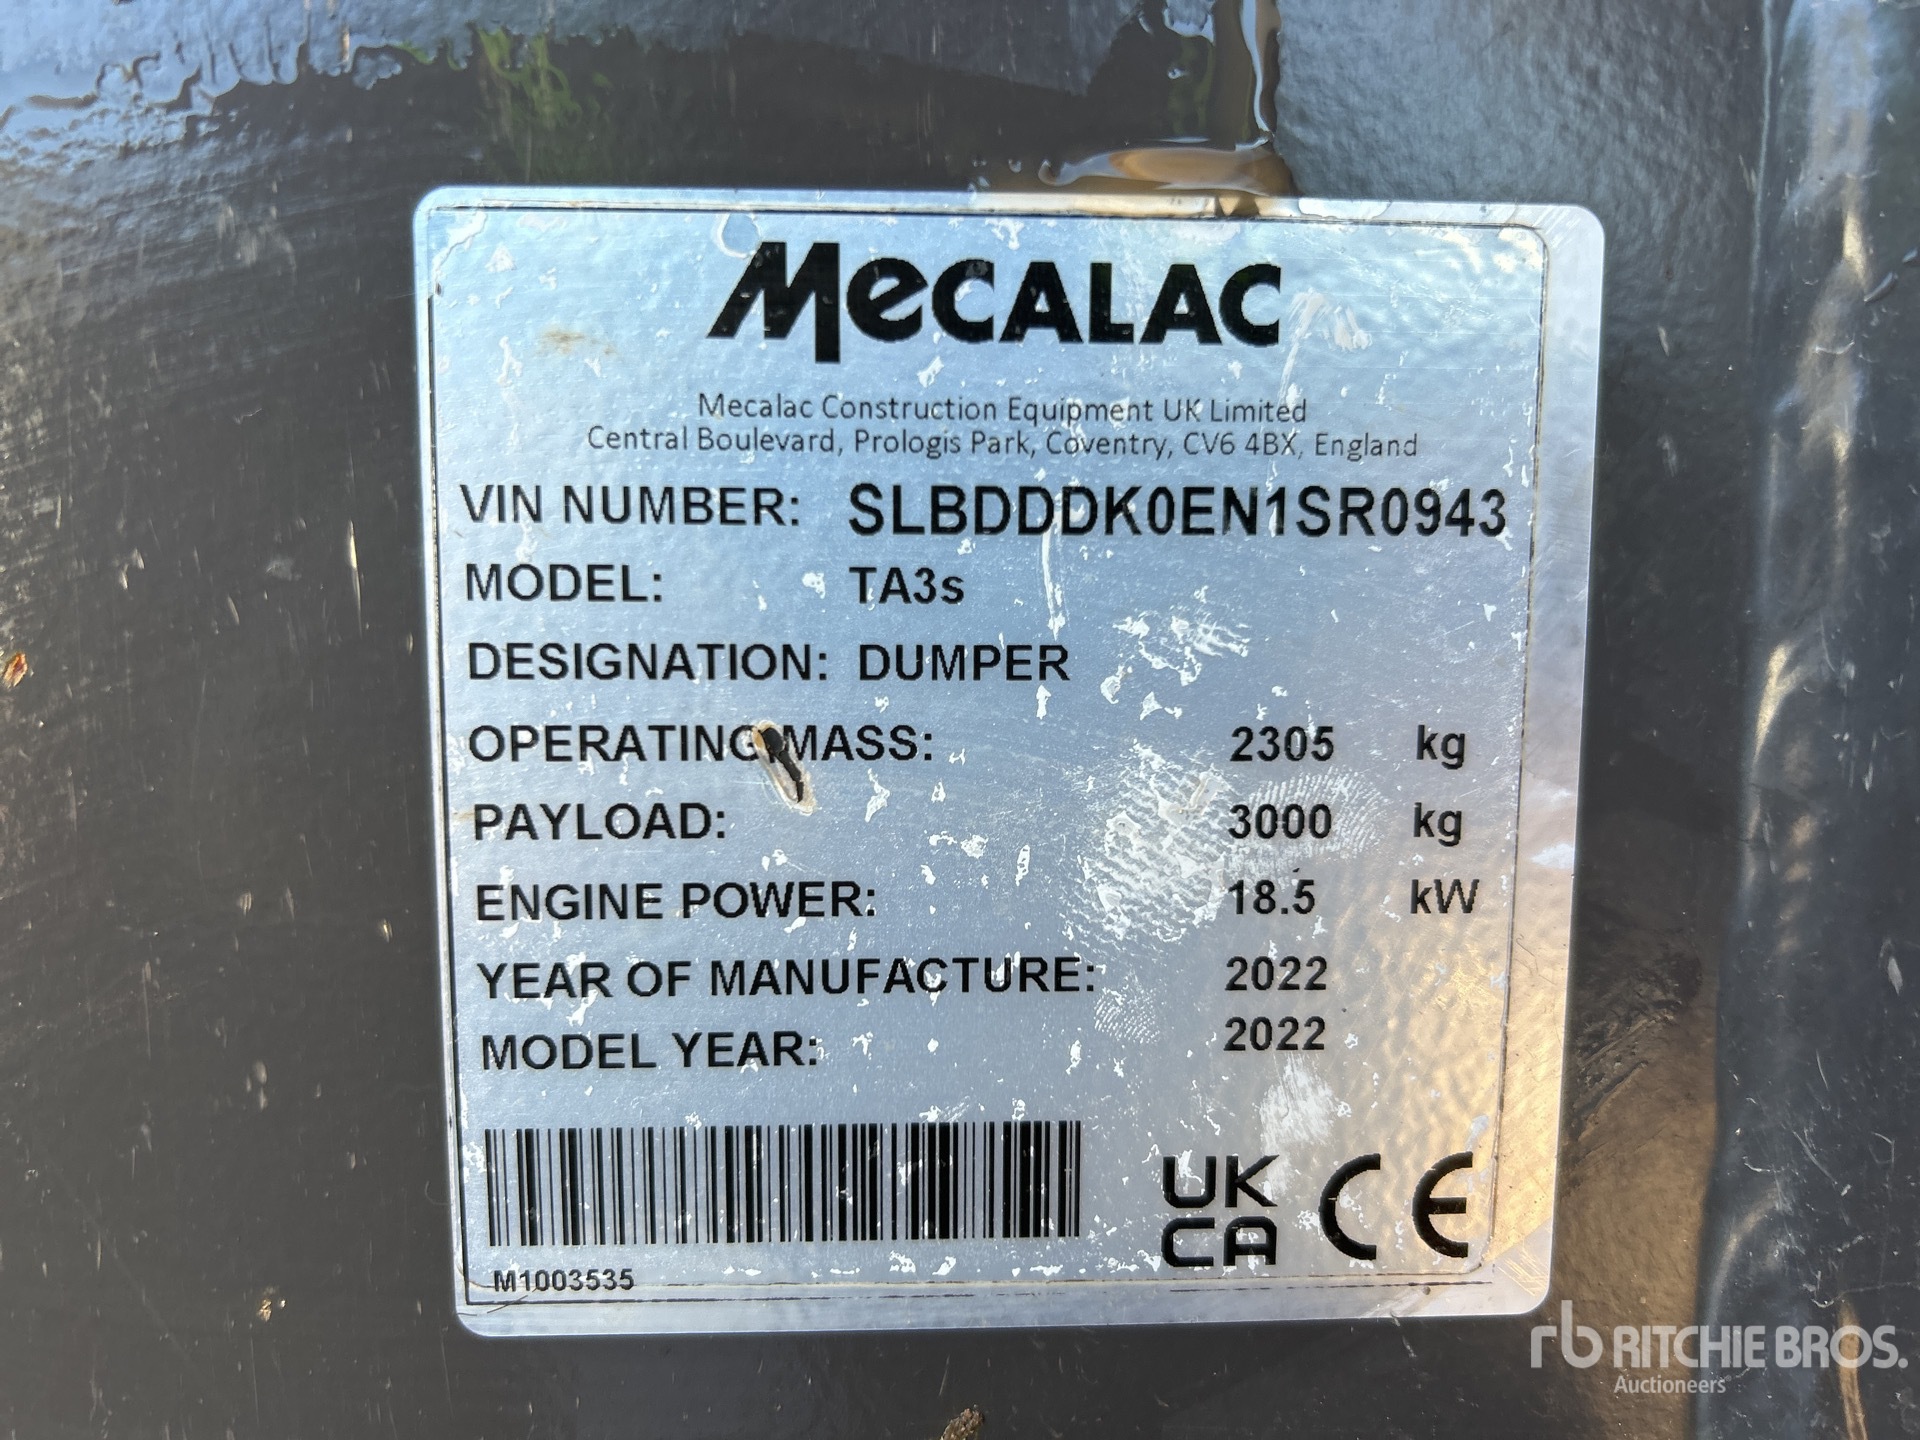 MECALAC
Mecalac Construction Equipment UK Limited
Central Boulevard, Prologis Park, Coventry, CV6 4BX, England
VIN NUMBER: SLBDDDK0EN1SR0943
MODEL: TA3s
DESIGNATION: DUMPER
OPERATING MASS: 2305 kg
PAYLOAD: 3000 kg
ENGINE POWER: 18.5 kW
YEAR OF MANUFACTURE: 2022
MODEL YEAR: 2022
UK
CA CE
M1003535
rb RITCHIE BROS.
Auctioneers